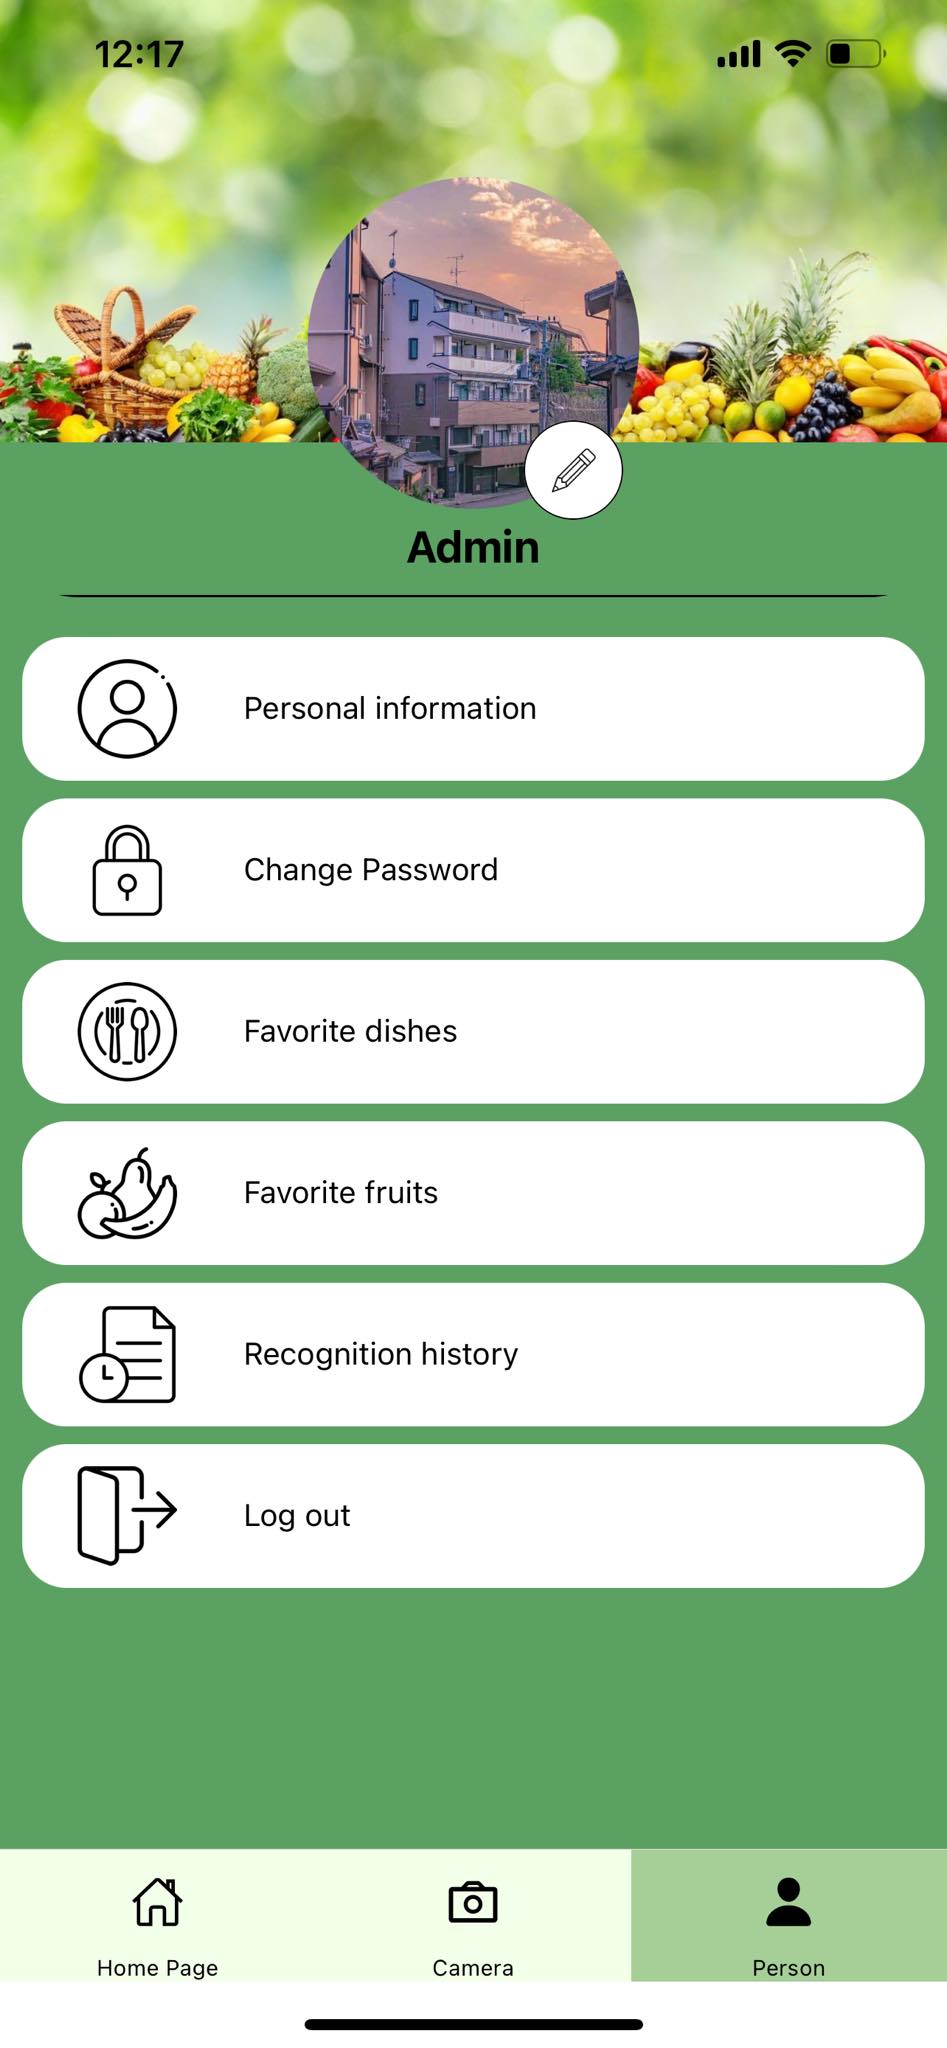 12:17
Admin
Personal information
Change Password
Favorite dishes
Favorite fruits
Recognition history
Log out
Home Page
Camera
Person